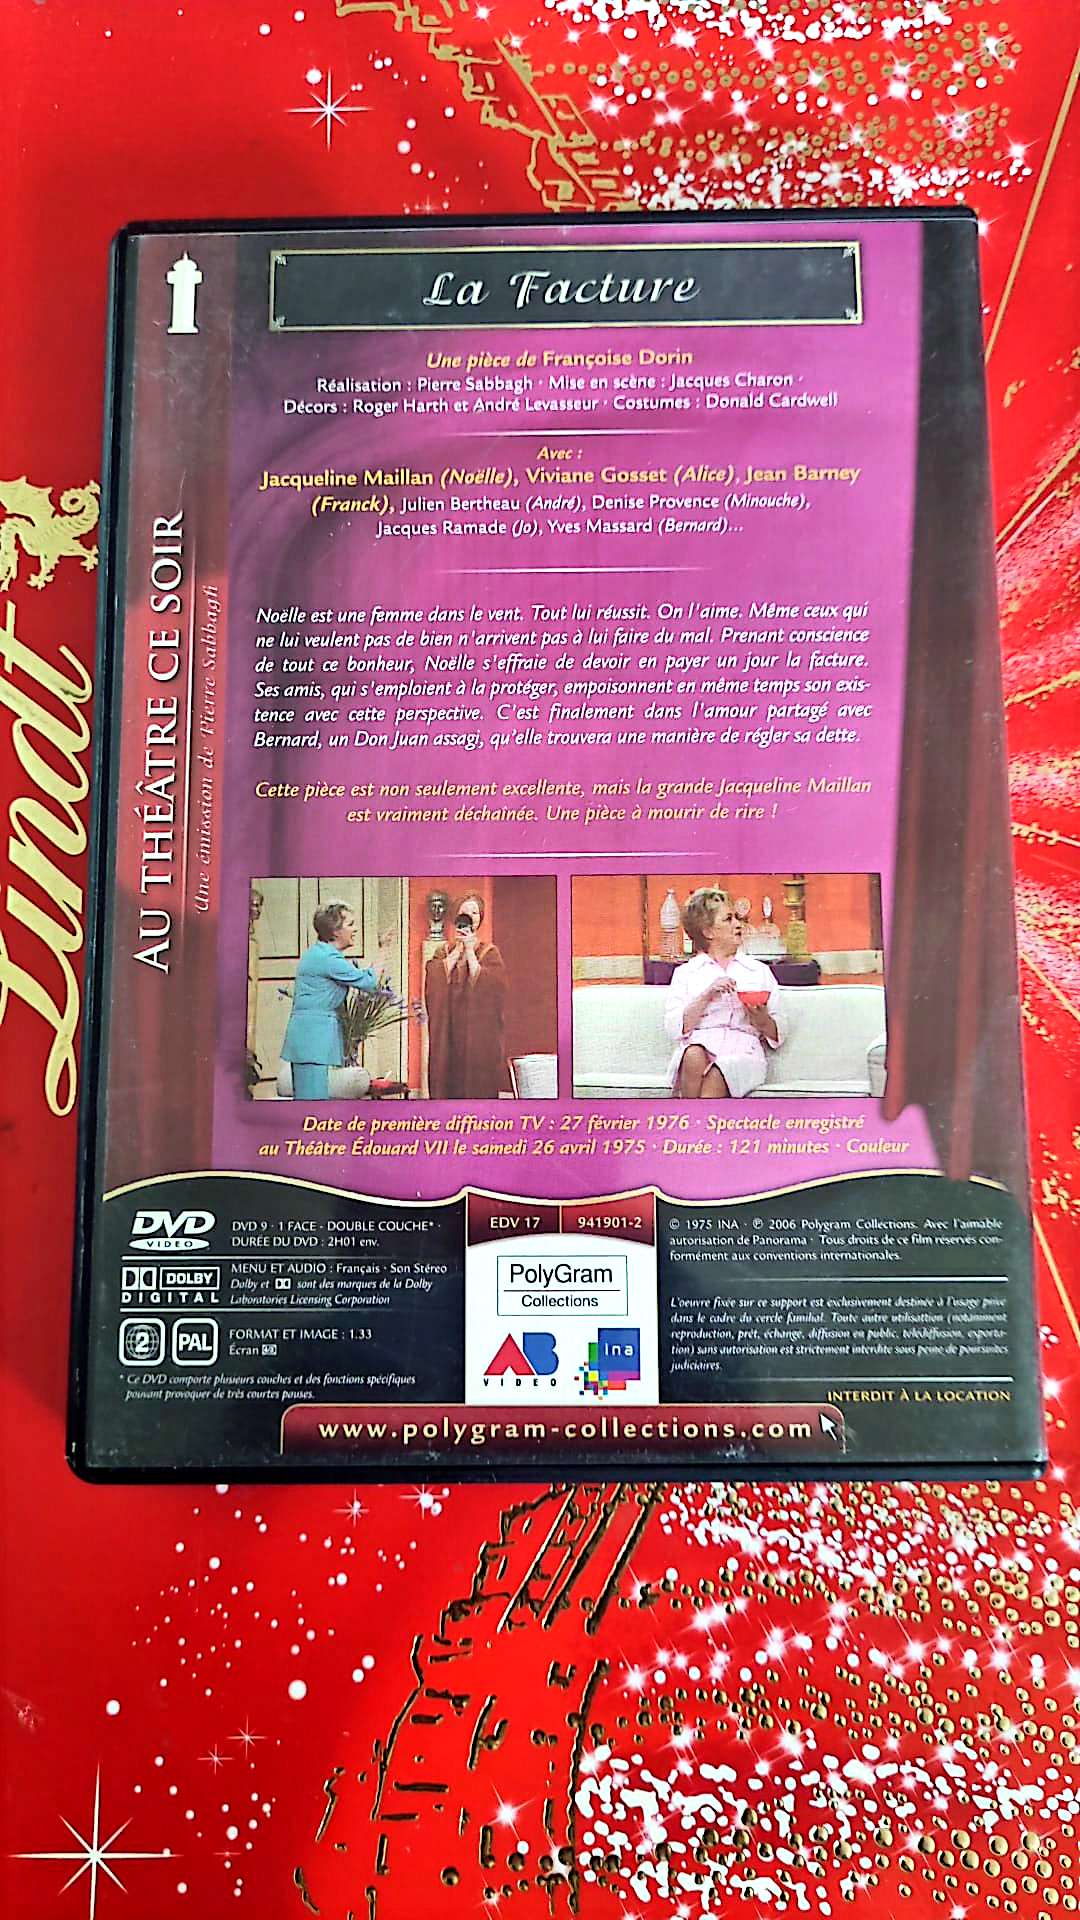 La Facture
Une pièce de Françoise Dorin
Réalisation : Pierre Sabbagh · Mise en scène : Jacques Charon ·
Décors : Roger Harth et André Levasseur · Costumes : Donald Cardwell
Avec :
Jacqueline Maillan (Noëlle), Viviane Gosset (Alice), Jean Barney
(Franck), Julien Bertheau (André), Denise Provence (Minouche),
Jacques Ramade (Jo), Yves Massard (Bernard)...
Noëlle est une femme dans le vent. Tout lui réussit. On l'aime. Même ceux qui
ne lui veulent pas de bien n'arrivent pas à lui faire du mal. Prenant conscience
de tout ce bonheur, Noëlle s'effraie de devoir en payer un jour la facture.
Ses amis, qui s'emploient à la protéger, empoisonnent en même temps son exis-
tence avec cette perspective. C'est finalement dans l'amour partagé avec
Bernard, un Don Juan assagi, qu'elle trouvera une manière de régler sa dette.
Cette pièce est non seulement excellente, mais la grande Jacqueline Maillan
est vraiment déchaînée. Une pièce à mourir de rire !
Date de première diffusion TV : 27 février 1976 · Spectacle enregistré
au Théâtre Édouard VII le samedi 26 avril 1975 · Durée : 121 minutes · Couleur
AU THÉÂTRE CE SOIR
Une émission de Pierre Sabbagh
Lindt
DVD
VIDEO
DVD 9 · 1 FACE · DOUBLE COUCHE* ·
DURÉE DU DVD : 2H01 env.
DOLBY
DIGITAL
MENU ET AUDIO : Français · Son Stéréo
Dolby et DD sont des marques de la Dolby
Laboratories Licensing Corporation
2 PAL
FORMAT ET IMAGE : 1.33
Écran 4/3
* Ce DVD comporte plusieurs couches et des fonctions spécifiques
pouvant provoquer de très courtes pauses.
EDV 17 941901-2
PolyGram
Collections
AB
VIDEO
ina
© 1975 INA · ℗ 2006 Polygram Collections. Avec l'aimable
autorisation de Panorama · Tous droits de ce film réservés con-
formément aux conventions internationales.
L'oeuvre fixée sur ce support est exclusivement destinée à l'usage privé
dans le cadre du cercle familial. Toute autre utilisation (notamment
reproduction, prêt, échange, diffusion en public, télédiffusion, exporta-
tion) sans autorisation est strictement interdite sous peine de poursuites
judiciaires.
INTERDIT À LA LOCATION
www.polygram-collections.com